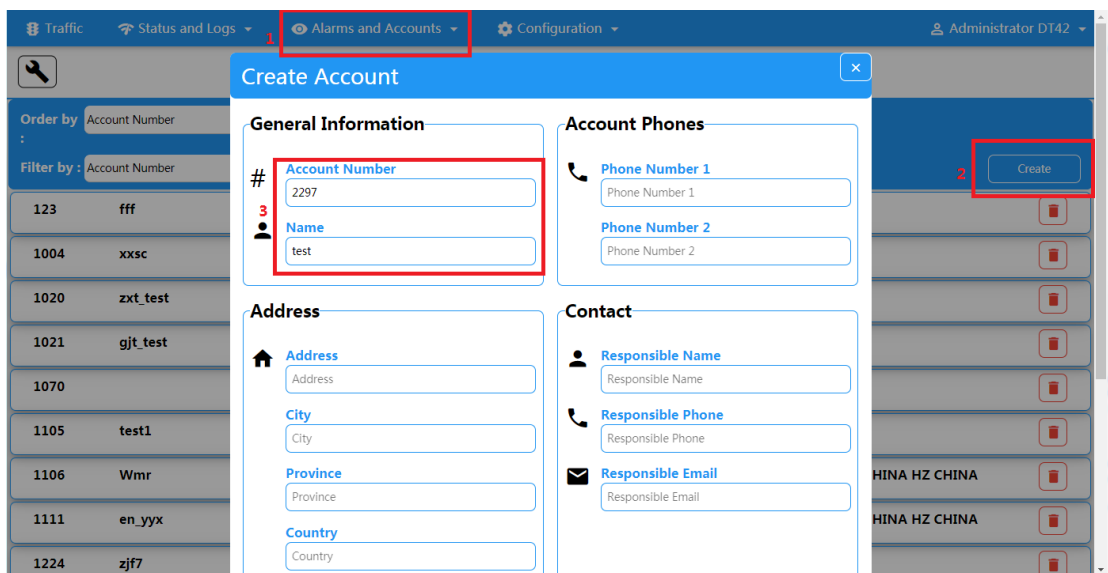 Traffic Status and Logs 1 Alarms and Accounts Configuration Administrator DT42
Create Account ×
Order by : Account Number
Filter by : Account Number
2 Create
General Information
# Account Number
2297
3
Name
test
Account Phones
Phone Number 1
Phone Number 1
Phone Number 2
Phone Number 2
Address
Address
Address
City
City
Province
Province
Country
Country
Contact
Responsible Name
Responsible Name
Responsible Phone
Responsible Phone
Responsible Email
Responsible Email
123 fff
1004 xxsc
1020 zxt_test
1021 gjt_test
1070
1105 test1
1106 Wmr HINA HZ CHINA
1111 en_yyx HINA HZ CHINA
1224 zjf7